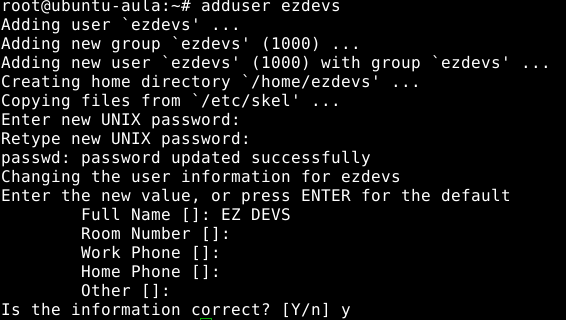 root@ubuntu-aula:~# adduser ezdevs
Adding user `ezdevs' ...
Adding new group `ezdevs' (1000) ...
Adding new user `ezdevs' (1000) with group `ezdevs' ...
Creating home directory `/home/ezdevs' ...
Copying files from `/etc/skel' ...
Enter new UNIX password:
Retype new UNIX password:
passwd: password updated successfully
Changing the user information for ezdevs
Enter the new value, or press ENTER for the default
        Full Name []: EZ DEVS
        Room Number []:
        Work Phone []:
        Home Phone []:
        Other []:
Is the information correct? [Y/n] y